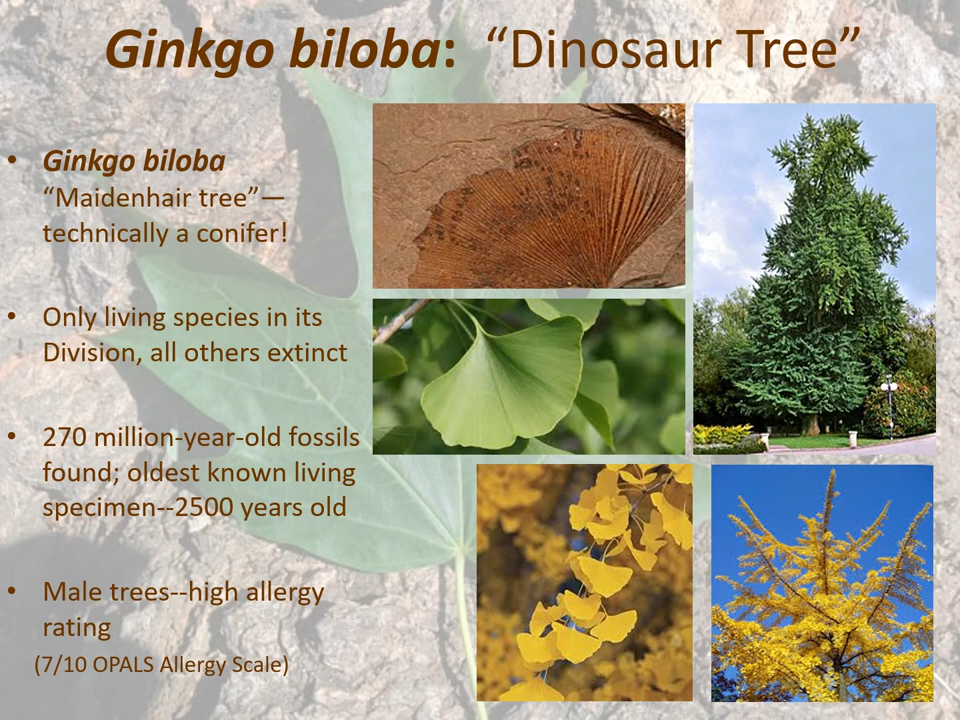 Ginkgo biloba: “Dinosaur Tree”
• Ginkgo biloba
“Maidenhair tree”—
technically a conifer!
• Only living species in its
Division, all others extinct
• 270 million-year-old fossils
found; oldest known living
specimen--2500 years old
• Male trees--high allergy
rating
(7/10 OPALS Allergy Scale)